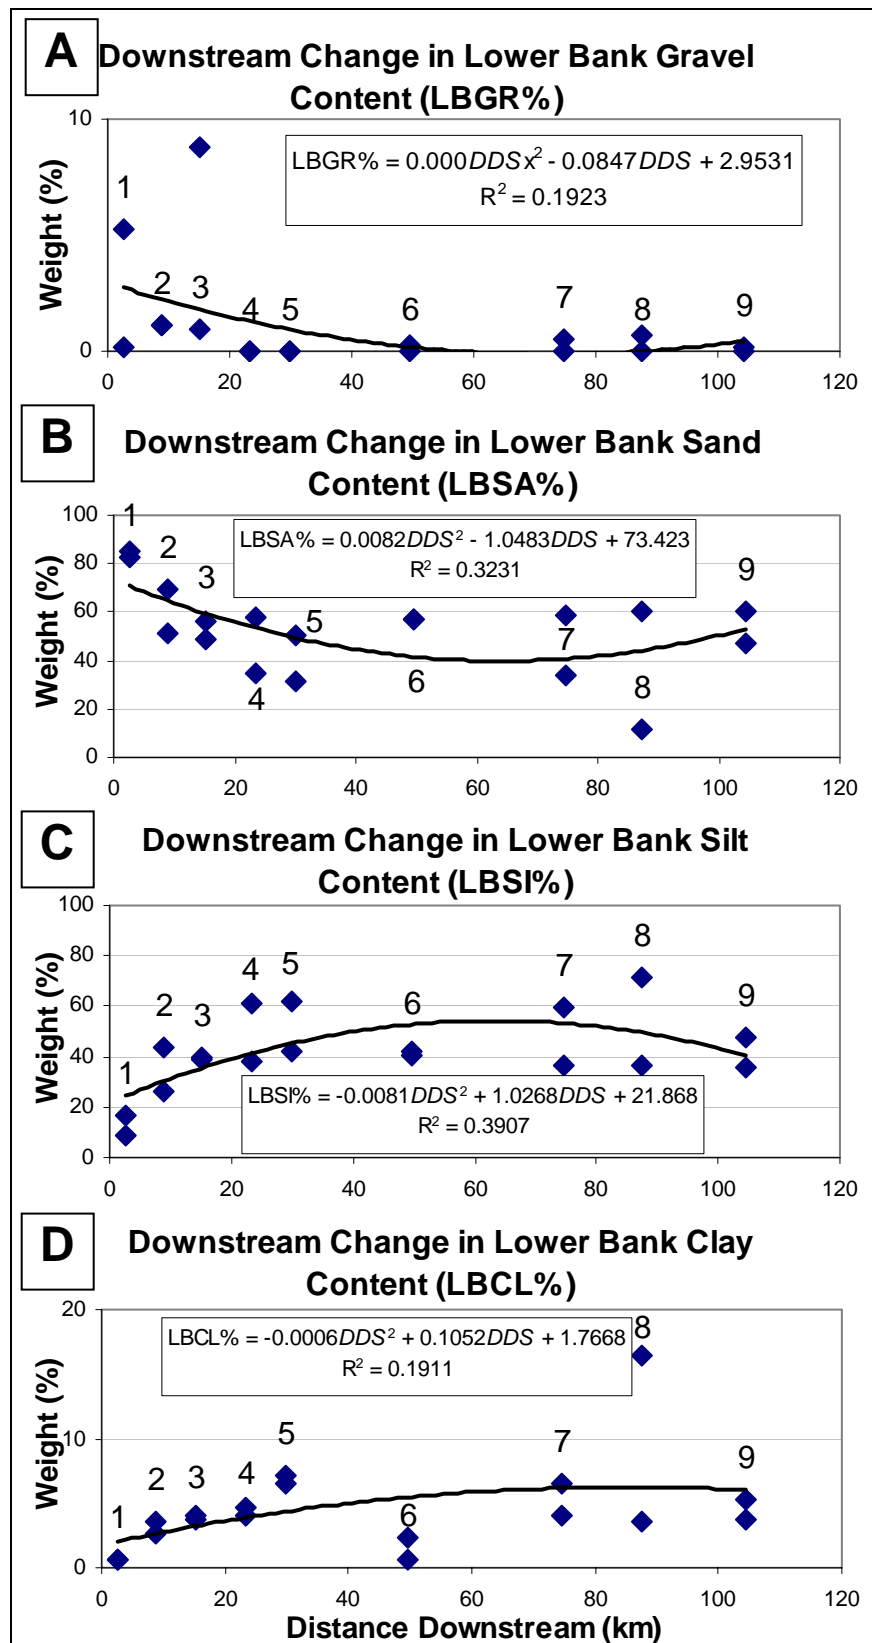 A
Downstream Change in Lower Bank Gravel
Content (LBGR%)
Weight (%)
10
0
LBGR% = 0.000DDSx² - 0.0847DDS + 2.9531
R² = 0.1923
1
2
3
4
5
6
7
8
9
0 20 40 60 80 100 120
B
Downstream Change in Lower Bank Sand
Content (LBSA%)
Weight (%)
100
80
60
40
20
0
LBSA% = 0.0082DDS² - 1.0483DDS + 73.423
R² = 0.3231
1
2
3
4
5
6
7
8
9
0 20 40 60 80 100 120
C
Downstream Change in Lower Bank Silt
Content (LBSI%)
Weight (%)
100
80
60
40
20
0
1
2
3
4
5
6
7
8
9
LBSI% = -0.0081DDS² + 1.0268DDS + 21.868
R² = 0.3907
0 20 40 60 80 100 120
D
Downstream Change in Lower Bank Clay
Content (LBCL%)
Weight (%)
20
10
0
LBCL% = -0.0006DDS² + 0.1052DDS + 1.7668
R² = 0.1911
1
2
3
4
5
6
7
8
9
0 20 40 60 80 100 120
Distance Downstream (km)